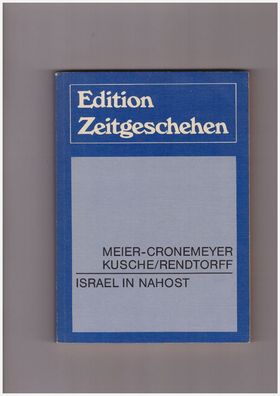 Edition
Zeitgeschehen
MEIER-CRONEMEYER
KUSCHE/RENDTORFF
ISRAEL IN NAHOST